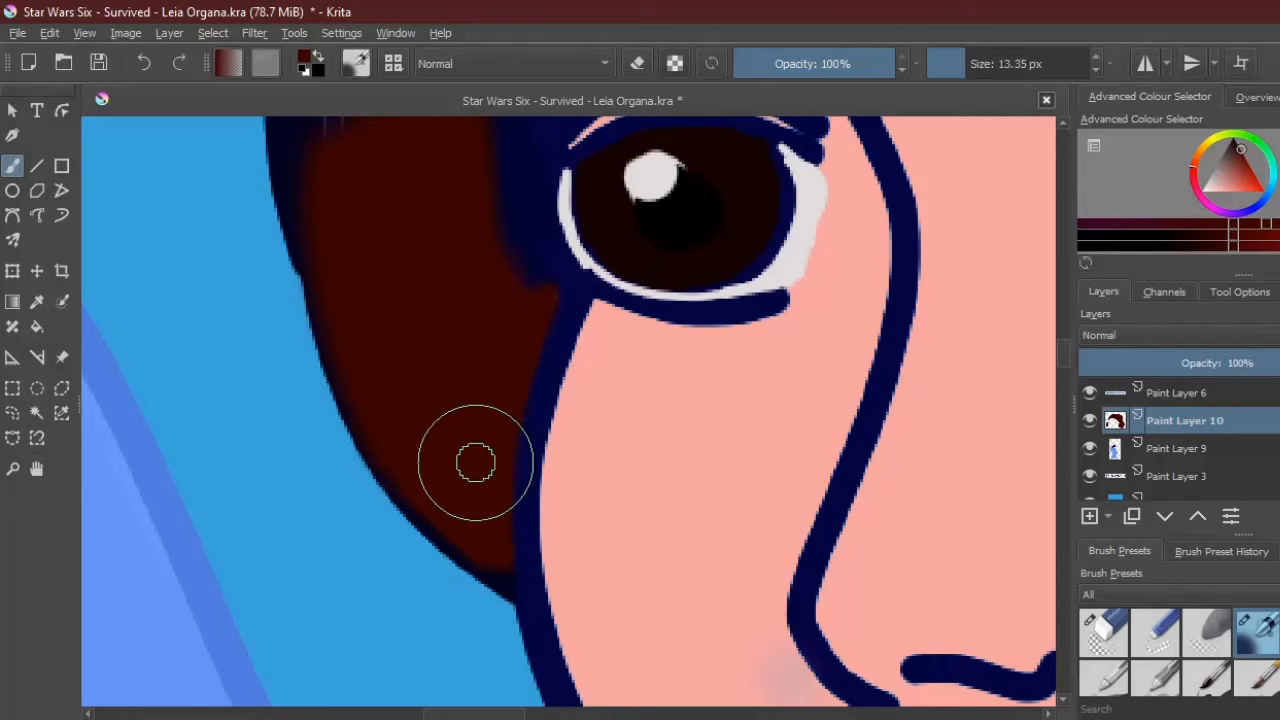 Star Wars Six - Survived - Leia Organa.kra (78.7 MiB) * - Krita
File Edit View Image Layer Select Filter Tools Settings Window Help
Normal
Opacity: 100%
Size: 13.35 px
Star Wars Six - Survived - Leia Organa.kra *
Advanced Colour Selector
Overview
Advanced Colour Selector
Layers Channels Tool Options
Layers
Normal
Opacity: 100%
Paint Layer 6
Paint Layer 10
Paint Layer 9
Paint Layer 3
Brush Presets Brush Preset History
Brush Presets
All
Search